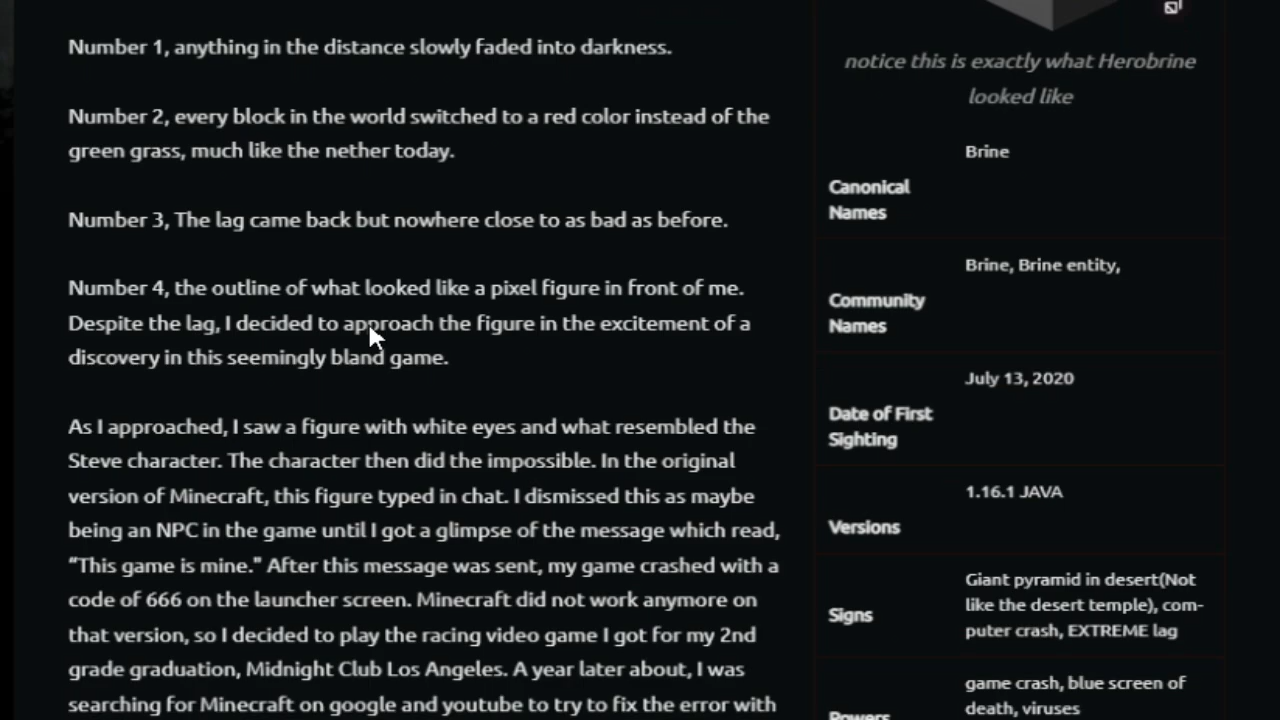 Number 1, anything in the distance slowly faded into darkness.
Number 2, every block in the world switched to a red color instead of the
green grass, much like the nether today.
Number 3, The lag came back but nowhere close to as bad as before.
Number 4, the outline of what looked like a pixel figure in front of me.
Despite the lag, I decided to approach the figure in the excitement of a
discovery in this seemingly bland game.
As I approached, I saw a figure with white eyes and what resembled the
Steve character. The character then did the impossible. In the original
version of Minecraft, this figure typed in chat. I dismissed this as maybe
being an NPC in the game until I got a glimpse of the message which read,
“This game is mine." After this message was sent, my game crashed with a
code of 666 on the launcher screen. Minecraft did not work anymore on
that version, so I decided to play the racing video game I got for my 2nd
grade graduation, Midnight Club Los Angeles. A year later about, I was
searching for Minecraft on google and youtube to try to fix the error with
notice this is exactly what Herobrine
looked like
Brine
Canonical
Names
Brine, Brine entity,
Community
Names
July 13, 2020
Date of First
Sighting
1.16.1 JAVA
Versions
Giant pyramid in desert(Not
like the desert temple), com-
puter crash, EXTREME lag
Signs
game crash, blue screen of
death, viruses
Powers